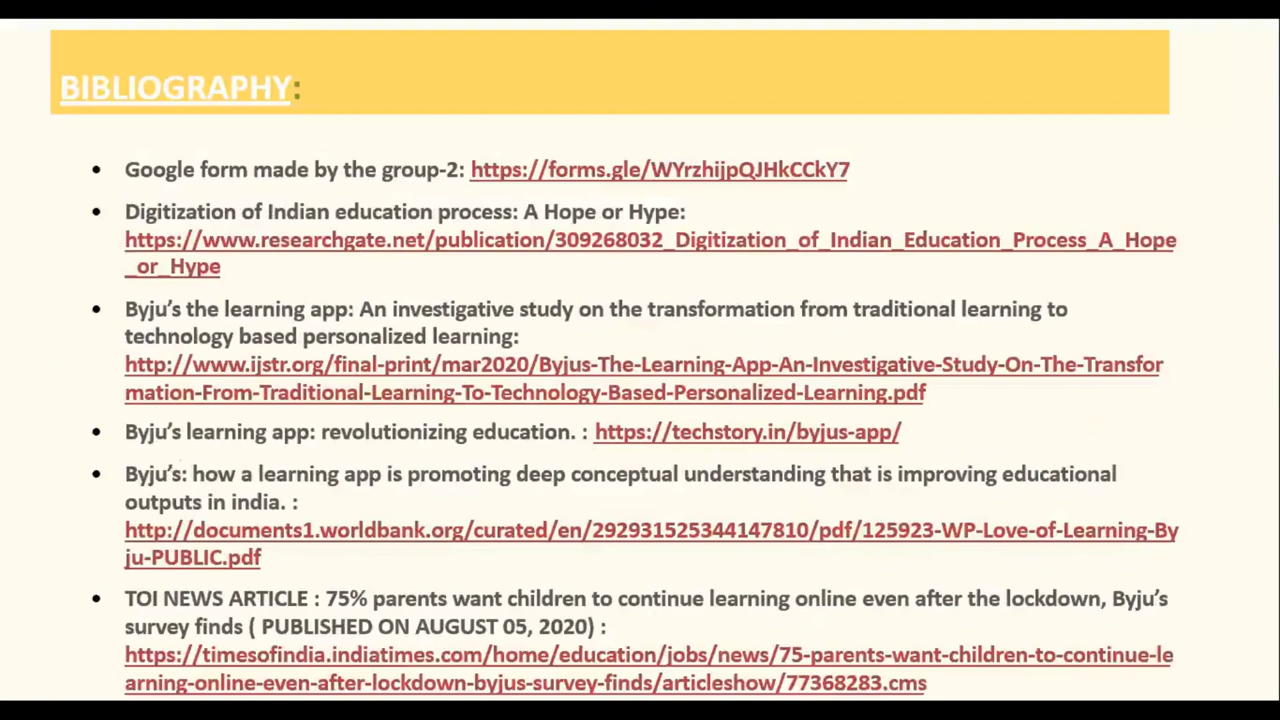 BIBLIOGRAPHY:
• Google form made by the group-2: https://forms.gle/WYrzhijpQJHkCCkY7
• Digitization of Indian education process: A Hope or Hype:
https://www.researchgate.net/publication/309268032_Digitization_of_Indian_Education_Process_A_Hope
_or_Hype
• Byju’s the learning app: An investigative study on the transformation from traditional learning to
technology based personalized learning:
http://www.ijstr.org/final-print/mar2020/Byjus-The-Learning-App-An-Investigative-Study-On-The-Transfor
mation-From-Traditional-Learning-To-Technology-Based-Personalized-Learning.pdf
• Byju’s learning app: revolutionizing education. : https://techstory.in/byjus-app/
• Byju’s: how a learning app is promoting deep conceptual understanding that is improving educational
outputs in india. :
http://documents1.worldbank.org/curated/en/292931525344147810/pdf/125923-WP-Love-of-Learning-By
ju-PUBLIC.pdf
• TOI NEWS ARTICLE : 75% parents want children to continue learning online even after the lockdown, Byju’s
survey finds ( PUBLISHED ON AUGUST 05, 2020) :
https://timesofindia.indiatimes.com/home/education/jobs/news/75-parents-want-children-to-continue-le
arning-online-even-after-lockdown-byjus-survey-finds/articleshow/77368283.cms